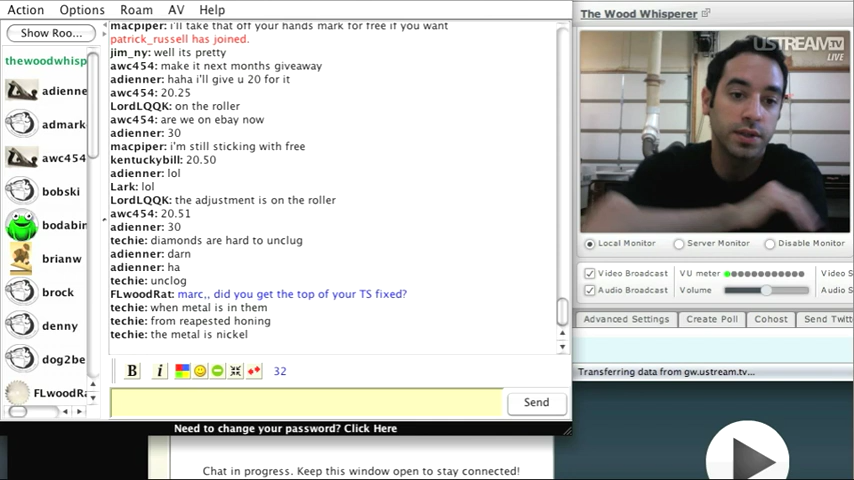 Action Options Roam AV Help
Show Roo...
thewoodwhisp
adienne
admark
awc454
bobski
bodabin
brianw
brock
denny
dog2be
FLwoodRa
macpiper: i'll take that off your hands mark for free if you want
patrick_russell has joined.
jim_ny: well its pretty
awc454: make it next months giveaway
adienner: haha i'll give u 20 for it
awc454: 20.25
LordLQQK: on the roller
awc454: are we on ebay now
adienner: 30
macpiper: i'm still sticking with free
kentuckybill: 20.50
adienner: lol
Lark: lol
LordLQQK: the adjustment is on the roller
awc454: 20.51
adienner: 30
techie: diamonds are hard to unclug
adienner: darn
adienner: ha
techie: unclog
FLwoodRat: marc,, did you get the top of your TS fixed?
techie: when metal is in them
techie: from reapested honing
techie: the metal is nickel
B i 32
Send
Need to change your password? Click Here
Chat in progress. Keep this window open to stay connected!
The Wood Whisperer
USTREAM TV
LIVE
Local Monitor Server Monitor Disable Monitor
Video Broadcast VU meter Video S
Audio Broadcast Volume Audio S
Advanced Settings Create Poll Cohost Send Twitt
Transferring data from gw.ustream.tv...